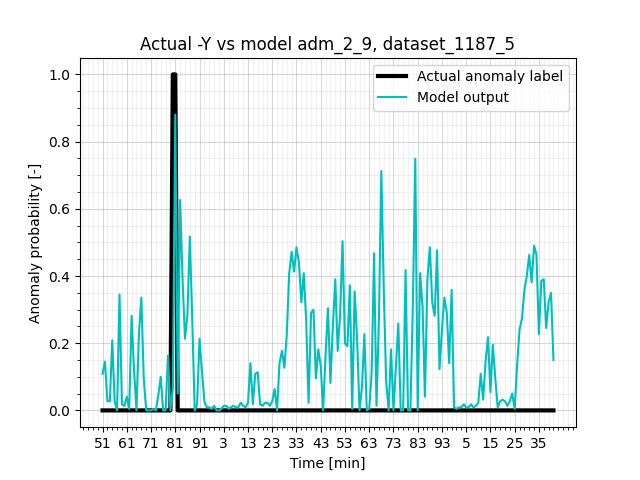 Actual -Y vs model adm_2_9, dataset_1187_5
Actual anomaly label
Model output
Anomaly probability [-]
1.0
0.8
0.6
0.4
0.2
0.0
51 61 71 81 91 3 13 23 33 43 53 63 73 83 93 5 15 25 35
Time [min]